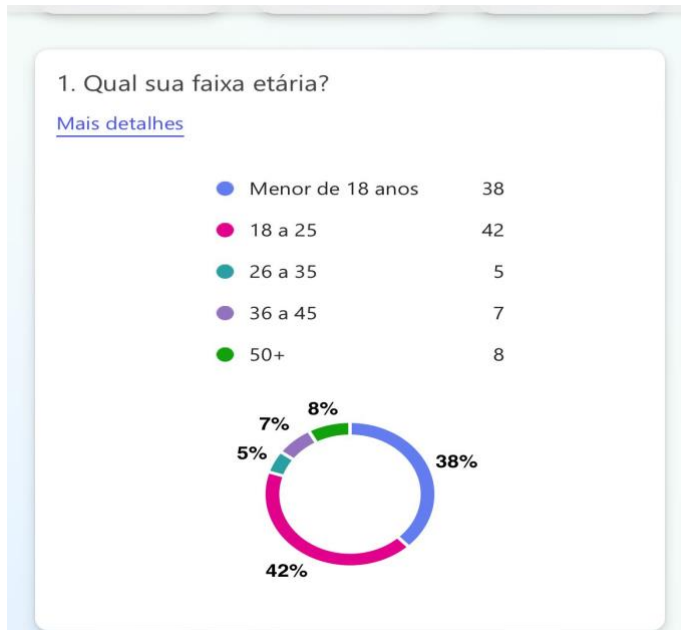 1. Qual sua faixa etária?
Mais detalhes
Menor de 18 anos 38
18 a 25 42
26 a 35 5
36 a 45 7
50+ 8
8%
7%
5%
38%
42%